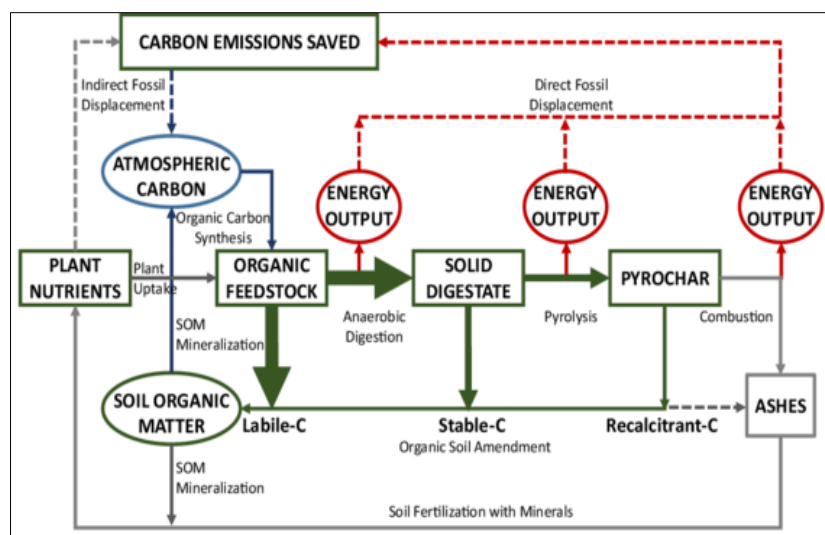 CARBON EMISSIONS SAVED
Indirect Fossil
Displacement
Direct Fossil
Displacement
ATMOSPHERIC
CARBON
ENERGY
OUTPUT
ENERGY
OUTPUT
ENERGY
OUTPUT
Organic Carbon
Synthesis
PLANT
NUTRIENTS
Plant
Uptake
ORGANIC
FEEDSTOCK
SOLID
DIGESTATE
PYROCHAR
Anaerobic
Digestion
Pyrolysis
Combustion
SOM
Mineralization
SOIL ORGANIC
MATTER
Labile-C
Stable-C
Recalcitrant-C
ASHES
Organic Soil Amendment
SOM
Mineralization
Soil Fertilization with Minerals